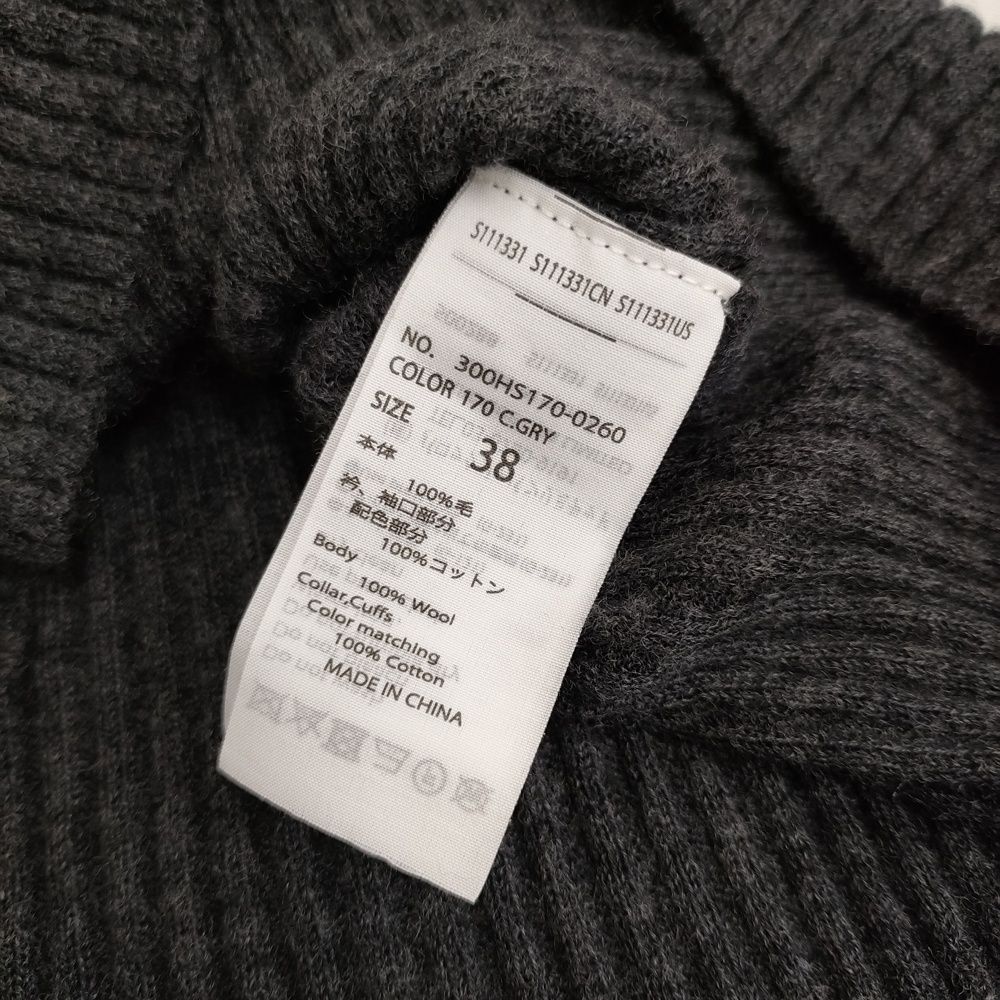 S111331 S111331CN S111331US
NO. 300HS170-0260
COLOR 170 C.GRY
SIZE 38
本体
100%毛
衿、袖口部分
配色部分
100%コットン
Body
100% Wool
Collar,Cuffs
Color matching
100% Cotton
MADE IN CHINA